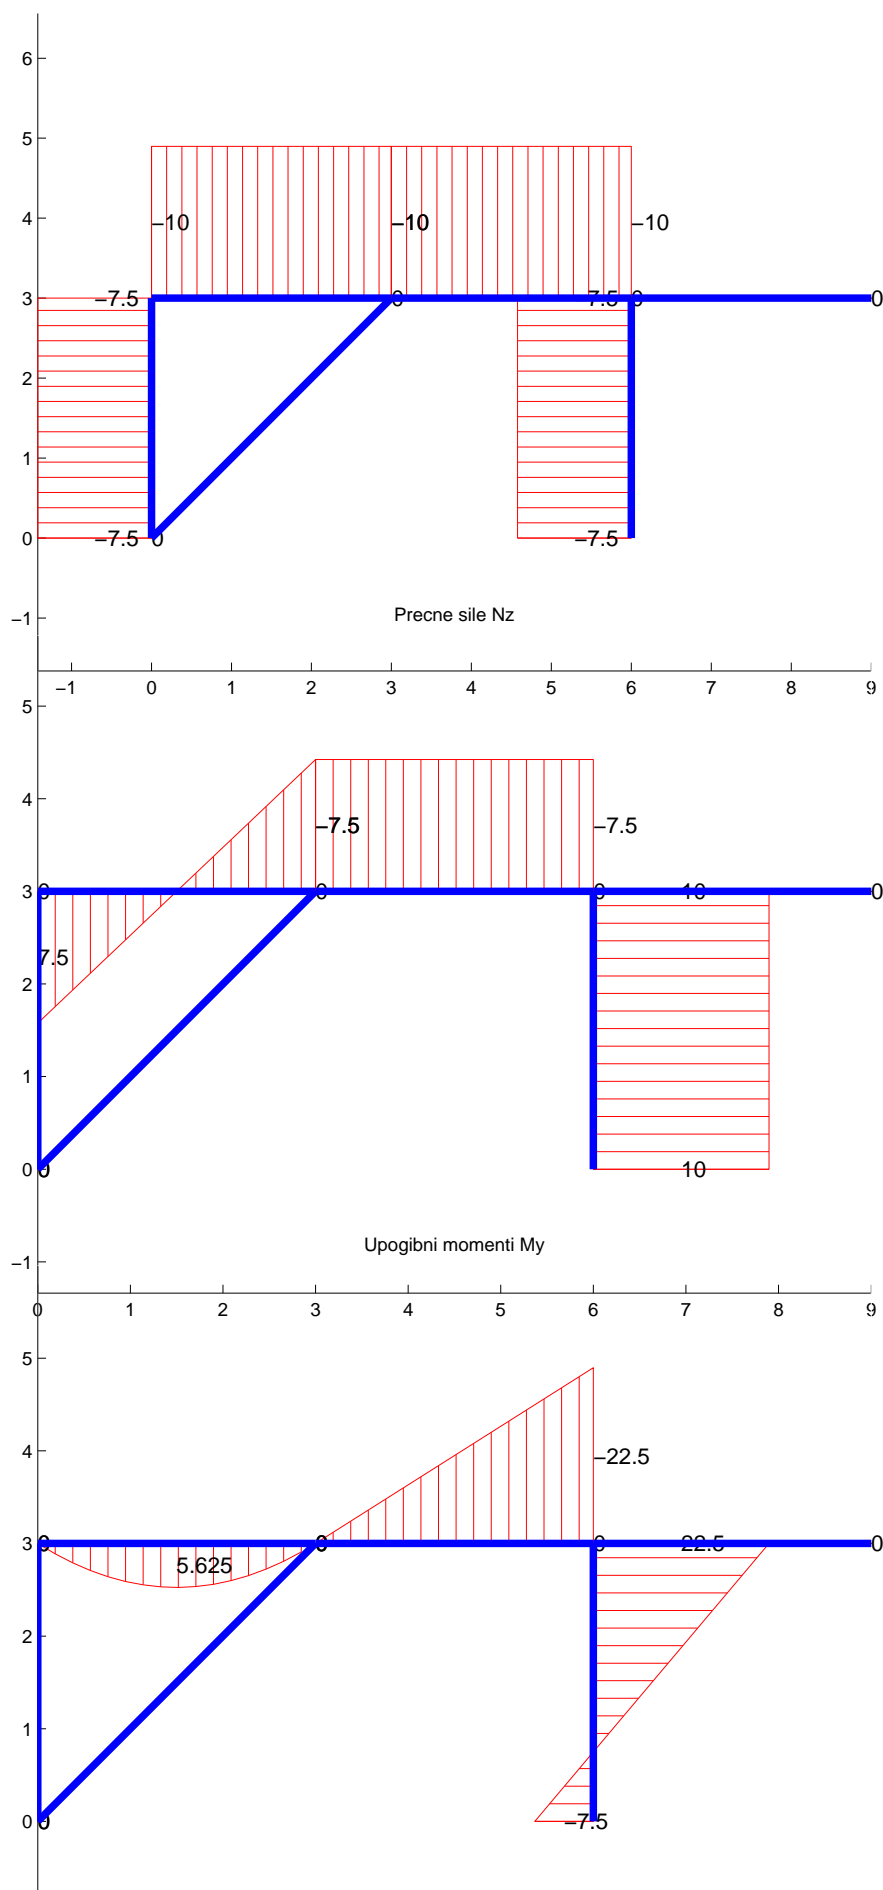 6
5
4
−10 −10 −10
3 −7.5 0 7.5 0 0
2
1
0 −7.5 0 −7.5
−1
Precne sile Nz
−1 0 1 2 3 4 5 6 7 8 9
5
4
−7.5 −7.5
3 0 0 0 10 0
7.5
2
1
0 0 10
−1
Upogibni momenti My
0 1 2 3 4 5 6 7 8 9
5
4
−22.5
3 0 0 0 22.5 0
5.625
2
1
0 0 −7.5